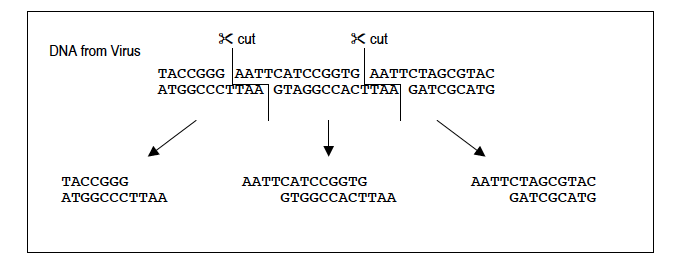 ✂ cut ✂ cut
DNA from Virus
TACCGGG AATTCATCCGGTG AATTCTAGCGTAC
ATGGCCCTTAA GTAGGCCACTTAA GATCGCATG
TACCGGG AATTCATCCGGTG AATTCTAGCGTAC
ATGGCCCTTAA GTGGCCACTTAA GATCGCATG